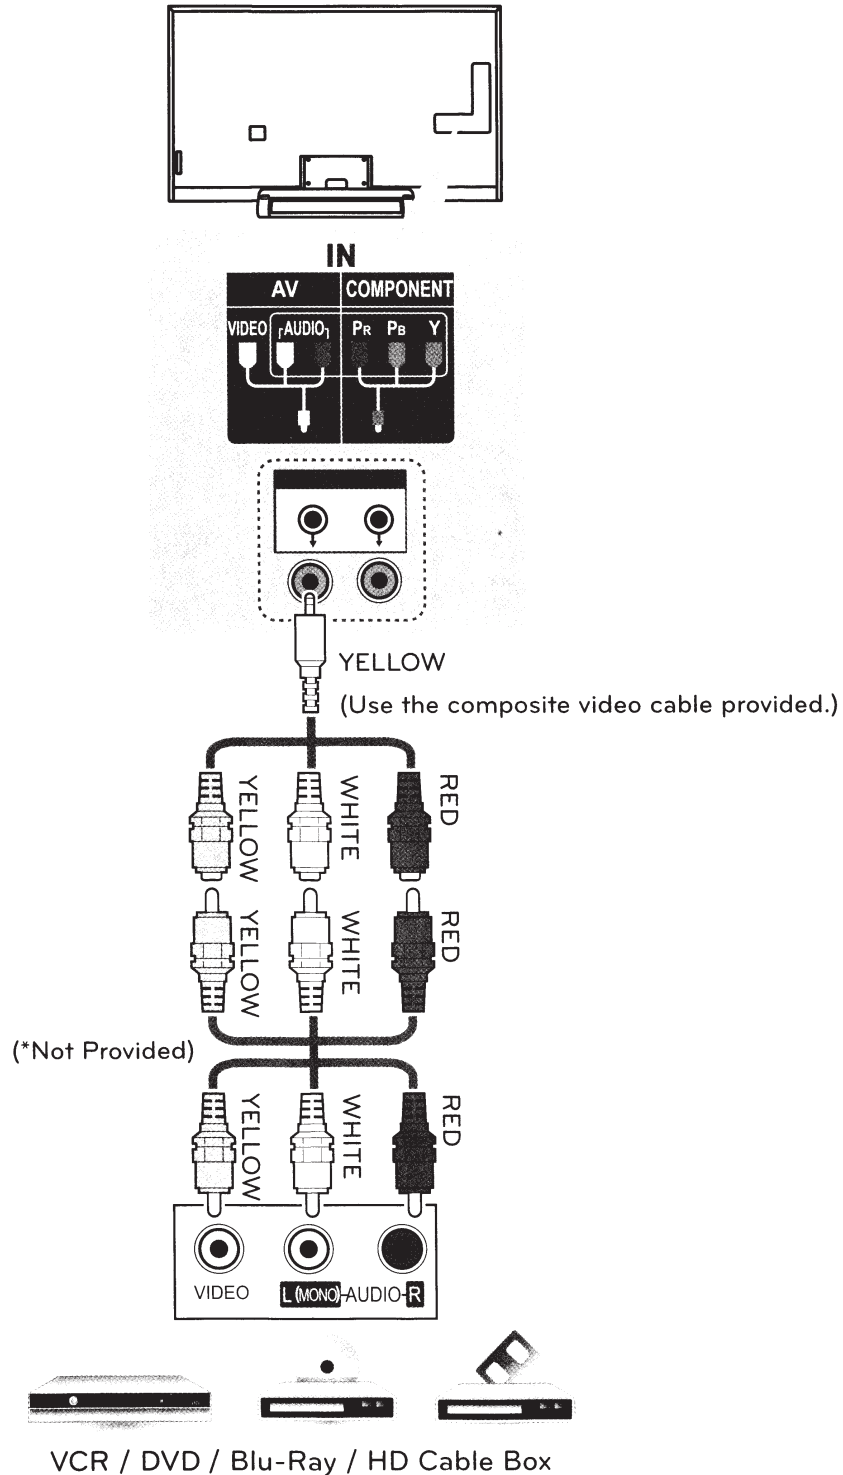 IN
AV COMPONENT
VIDEO AUDIO PR PB Y
YELLOW
(Use the composite video cable provided.)
YELLOW WHITE RED
YELLOW WHITE RED
(*Not Provided)
YELLOW WHITE RED
VIDEO L (MONO)-AUDIO-R
VCR / DVD / Blu-Ray / HD Cable Box